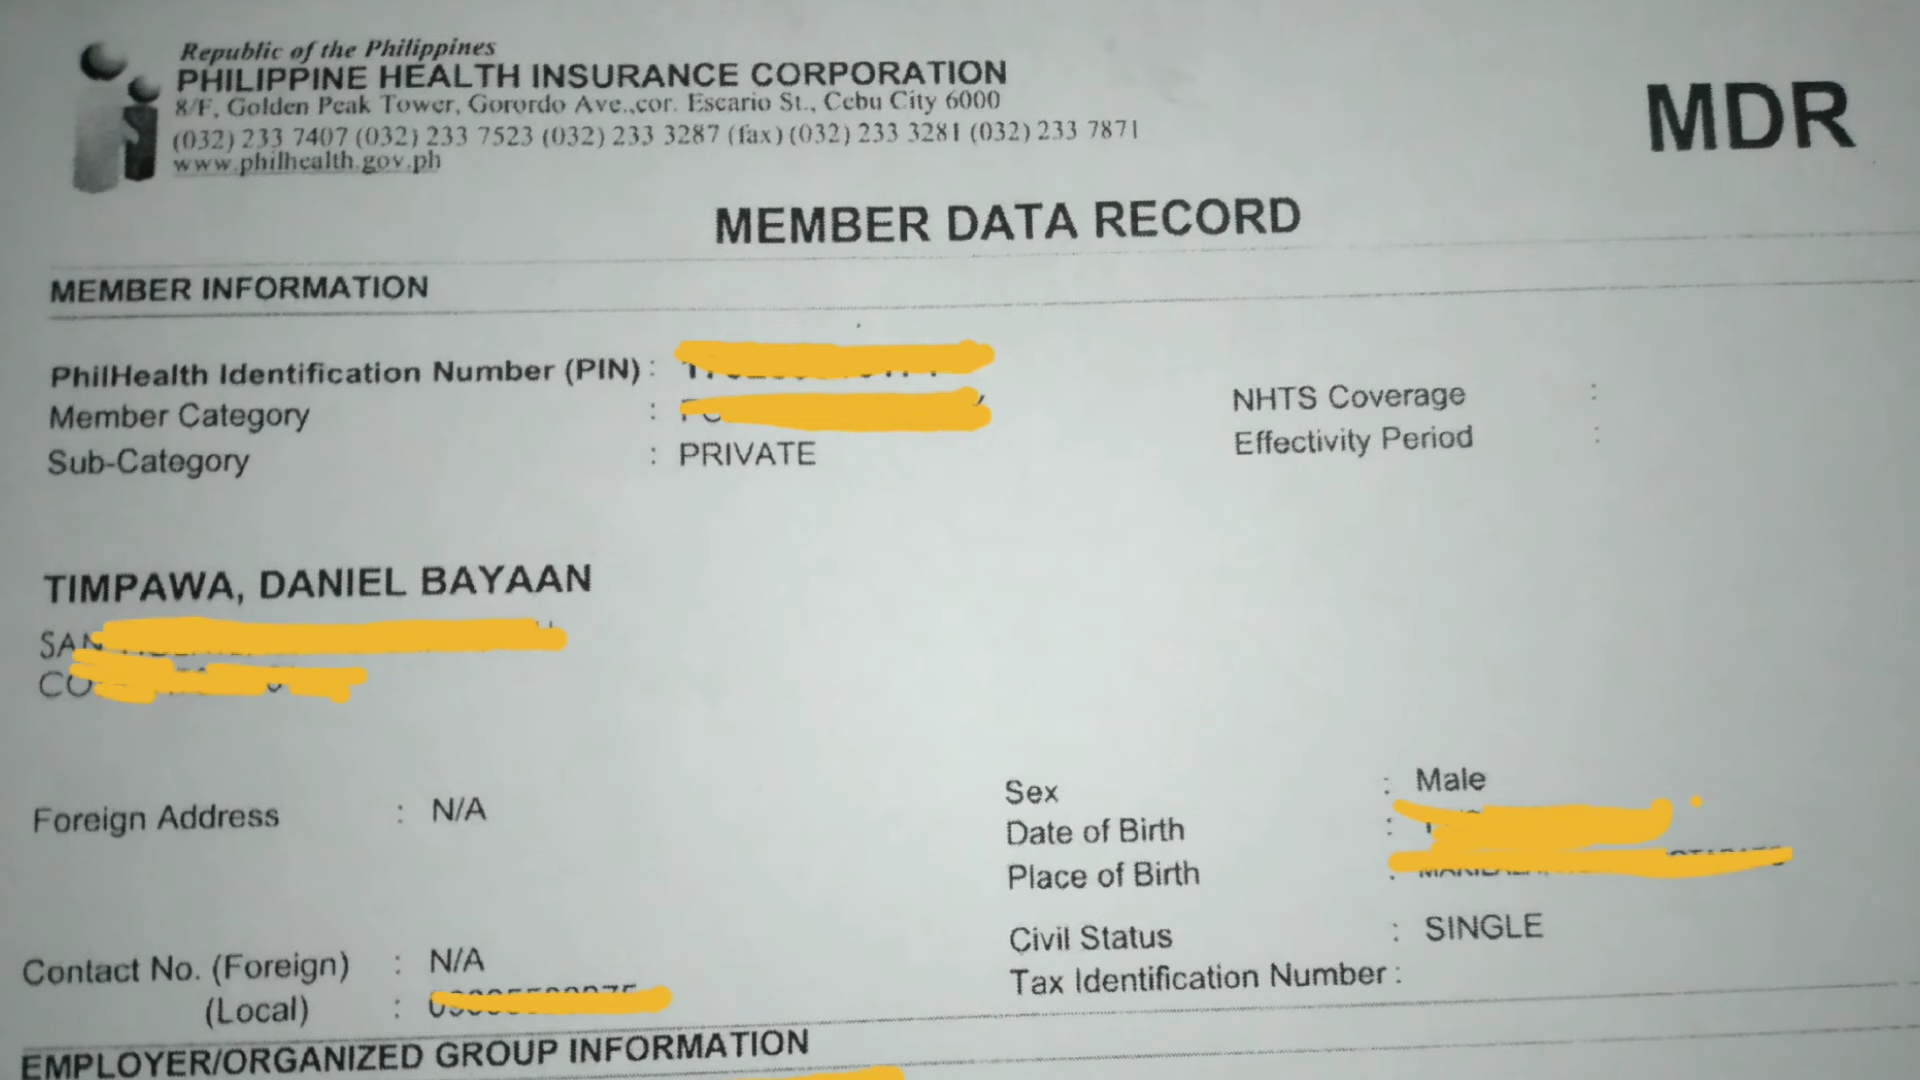 Republic of the Philippines
PHILIPPINE HEALTH INSURANCE CORPORATION
8/F, Golden Peak Tower, Gorordo Ave.,cor. Escario St., Cebu City 6000
(032) 233 7407 (032) 233 7523 (032) 233 3287 (fax) (032) 233 3281 (032) 233 7871
www.philhealth.gov.ph
MDR
MEMBER DATA RECORD
MEMBER INFORMATION
PhilHealth Identification Number (PIN) :
Member Category :
Sub-Category : PRIVATE
NHTS Coverage :
Effectivity Period :
TIMPAWA, DANIEL BAYAAN
Foreign Address : N/A
Sex : Male
Date of Birth :
Place of Birth :
Civil Status : SINGLE
Tax Identification Number :
Contact No. (Foreign) : N/A
(Local) :
EMPLOYER/ORGANIZED GROUP INFORMATION